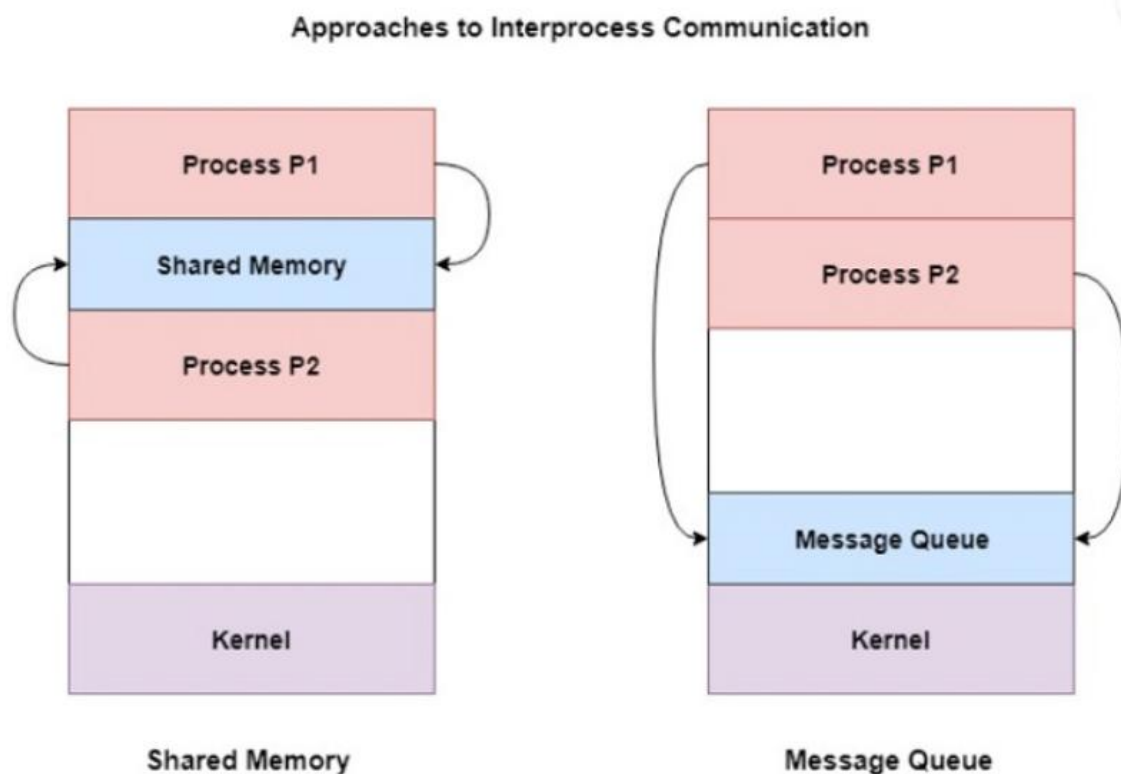 Approaches to Interprocess Communication
Process P1
Shared Memory
Process P2
Kernel
Shared Memory
Process P1
Process P2
Message Queue
Kernel
Message Queue